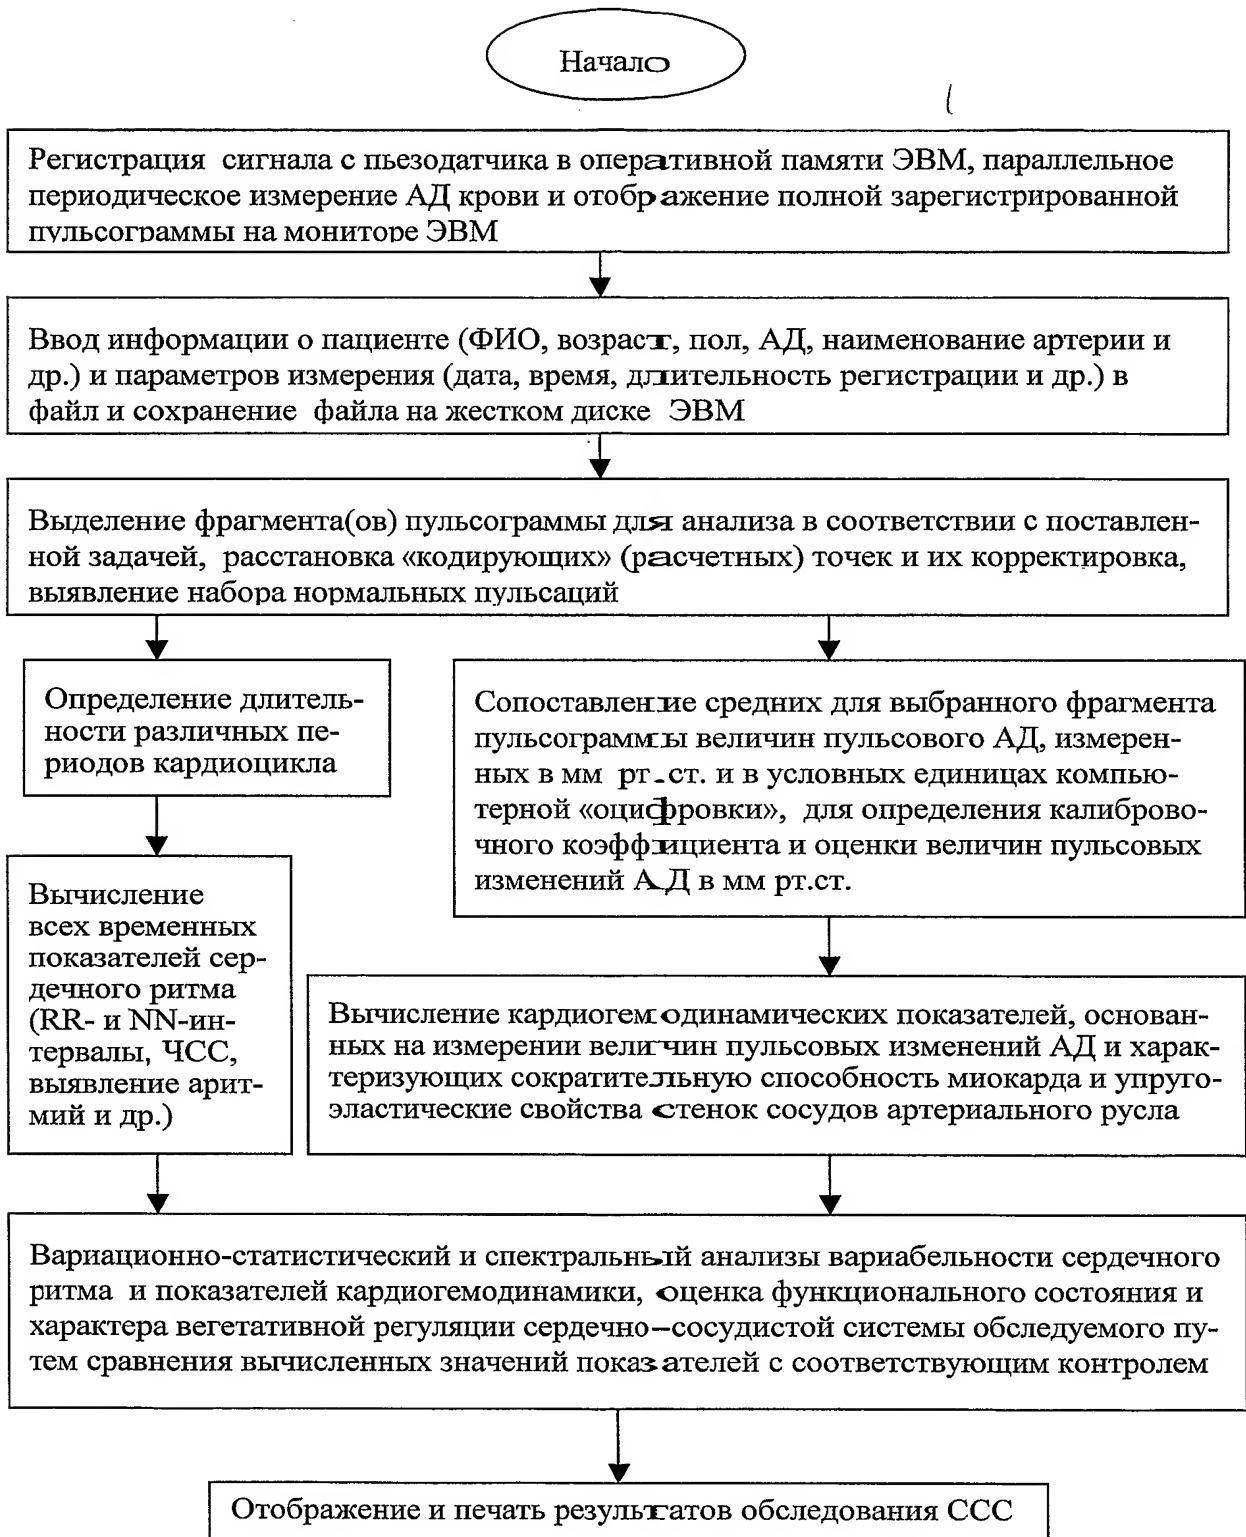 Начало
Регистрация сигнала с пьезодатчика в оперативной памяти ЭВМ, параллельное
периодическое измерение АД крови и отображение полной зарегистрированной
пульсограммы на мониторе ЭВМ
Ввод информации о пациенте (ФИО, возраст, пол, АД, наименование артерии и
др.) и параметров измерения (дата, время, длительность регистрации и др.) в
файл и сохранение файла на жестком диске ЭВМ
Выделение фрагмента(ов) пульсограммы для анализа в соответствии с поставлен-
ной задачей, расстановка «кодирующих» (расчетных) точек и их корректировка,
выявление набора нормальных пульсаций
Определение длитель-
ности различных пе-
риодов кардиоцикла
Сопоставление средних для выбранного фрагмента
пульсограммы величин пульсового АД, измерен-
ных в мм рт.ст. и в условных единицах компью-
терной «оцифровки», для определения калиброво-
чного коэффициента и оценки величин пульсовых
изменений АД в мм рт.ст.
Вычисление
всех временных
показателей сер-
дечного ритма
(RR- и NN-ин-
тервалы, ЧСС,
выявление арит-
мий и др.)
Вычисление кардиогемодинамических показателей, основан-
ных на измерении величин пульсовых изменений АД и харак-
теризующих сократительную способность миокарда и упруго-
эластические свойства стенок сосудов артериального русла
Вариационно-статистический и спектральный анализы вариабельности сердечного
ритма и показателей кардиогемодинамики, оценка функционального состояния и
характера вегетативной регуляции сердечно–сосудистой системы обследуемого пу-
тем сравнения вычисленных значений показателей с соответствующим контролем
Отображение и печать результатов обследования ССС